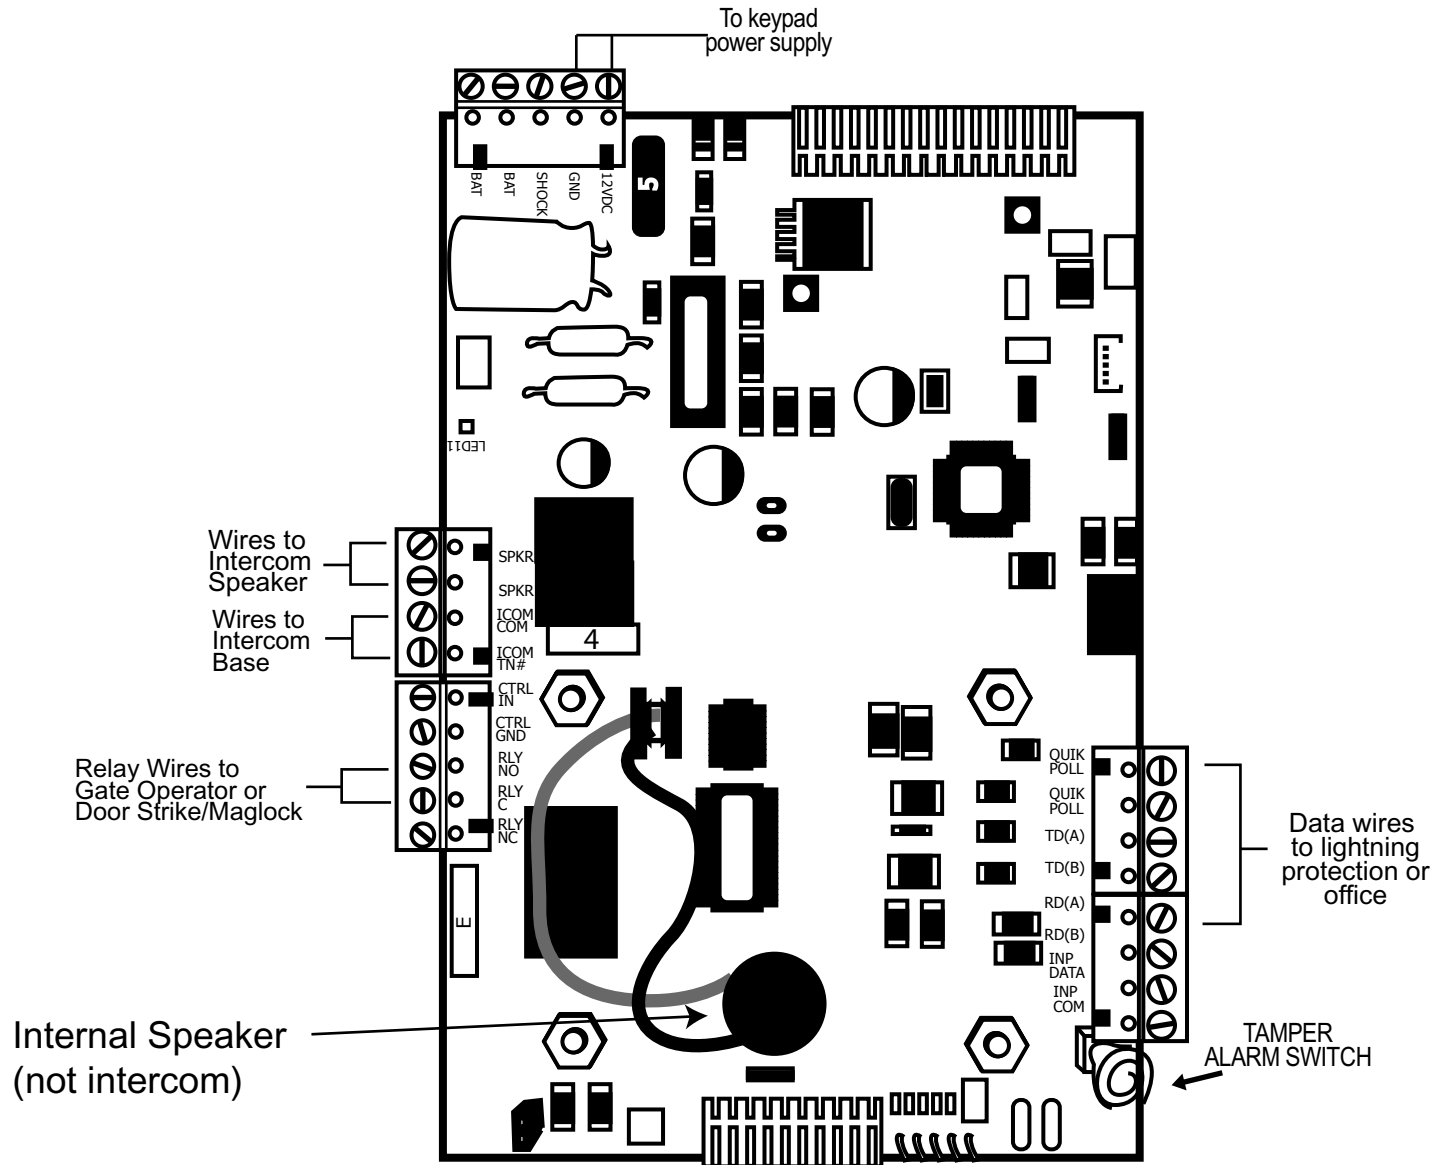 To keypad
power supply
BAT
BAT
SHOCK
GND
12VDC
5
LED11
Wires to
Intercom
Speaker
SPKR
SPKR
Wires to
Intercom
Base
ICOM
COM
ICOM
TN#
4
CTRL
IN
CTRL
GND
Relay Wires to
Gate Operator or
Door Strike/Maglock
RLY
NO
RLY
C
RLY
NC
E
QUIK
POLL
QUIK
POLL
TD(A)
TD(B)
RD(A)
RD(B)
INP
DATA
INP
COM
Data wires
to lightning
protection or
office
Internal Speaker
(not intercom)
TAMPER
ALARM SWITCH